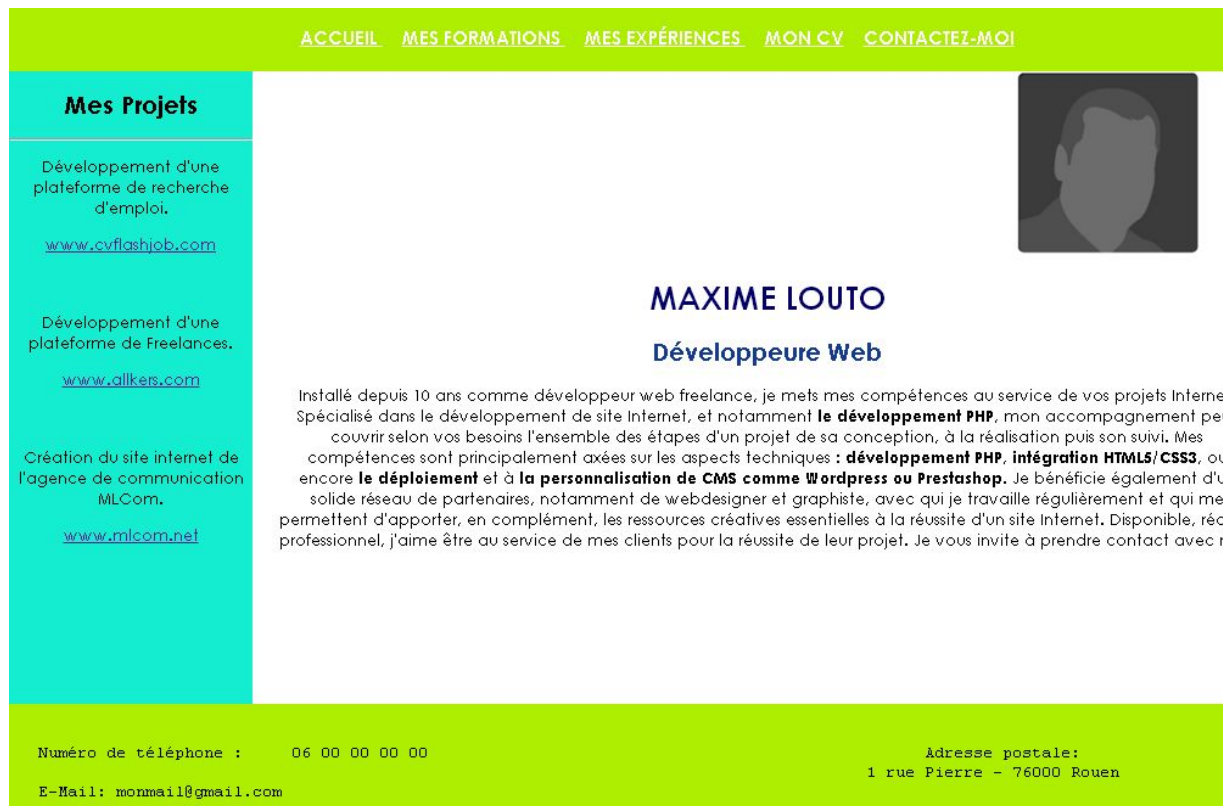 ACCUEIL MES FORMATIONS MES EXPÉRIENCES MON CV CONTACTEZ-MOI
Mes Projets
Développement d'une
plateforme de recherche
d'emploi.
www.cvflashjob.com
Développement d'une
plateforme de Freelances.
www.allkers.com
Création du site internet de
l'agence de communication
MLCom.
www.mlcom.net
MAXIME LOUTO
Développeure Web
Installé depuis 10 ans comme développeur web freelance, je mets mes compétences au service de vos projets Interne
Spécialisé dans le développement de site Internet, et notamment le développement PHP, mon accompagnement pe
couvrir selon vos besoins l'ensemble des étapes d'un projet de sa conception, à la réalisation puis son suivi. Mes
compétences sont principalement axées sur les aspects techniques : développement PHP, intégration HTML5/CSS3, ou
encore le déploiement et à la personnalisation de CMS comme Wordpress ou Prestashop. Je bénéficie également d'u
solide réseau de partenaires, notamment de webdesigner et graphiste, avec qui je travaille régulièrement et qui me
permettent d'apporter, en complément, les ressources créatives essentielles à la réussite d'un site Internet. Disponible,
professionnel, j'aime être au service de mes clients pour la réussite de leur projet. Je vous invite à prendre contact avec
Numéro de téléphone : 06 00 00 00 00
E-Mail: monmail@gmail.com
Adresse postale:
1 rue Pierre - 76000 Rouen